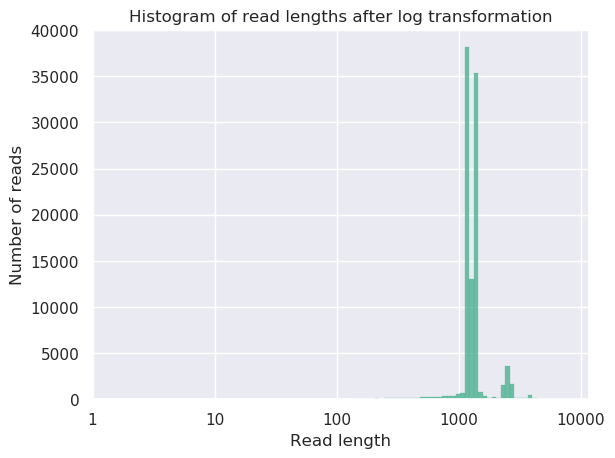 Histogram of read lengths after log transformation
40000
35000
30000
25000
20000
15000
10000
5000
0
Number of reads
1 10 100 1000 10000
Read length